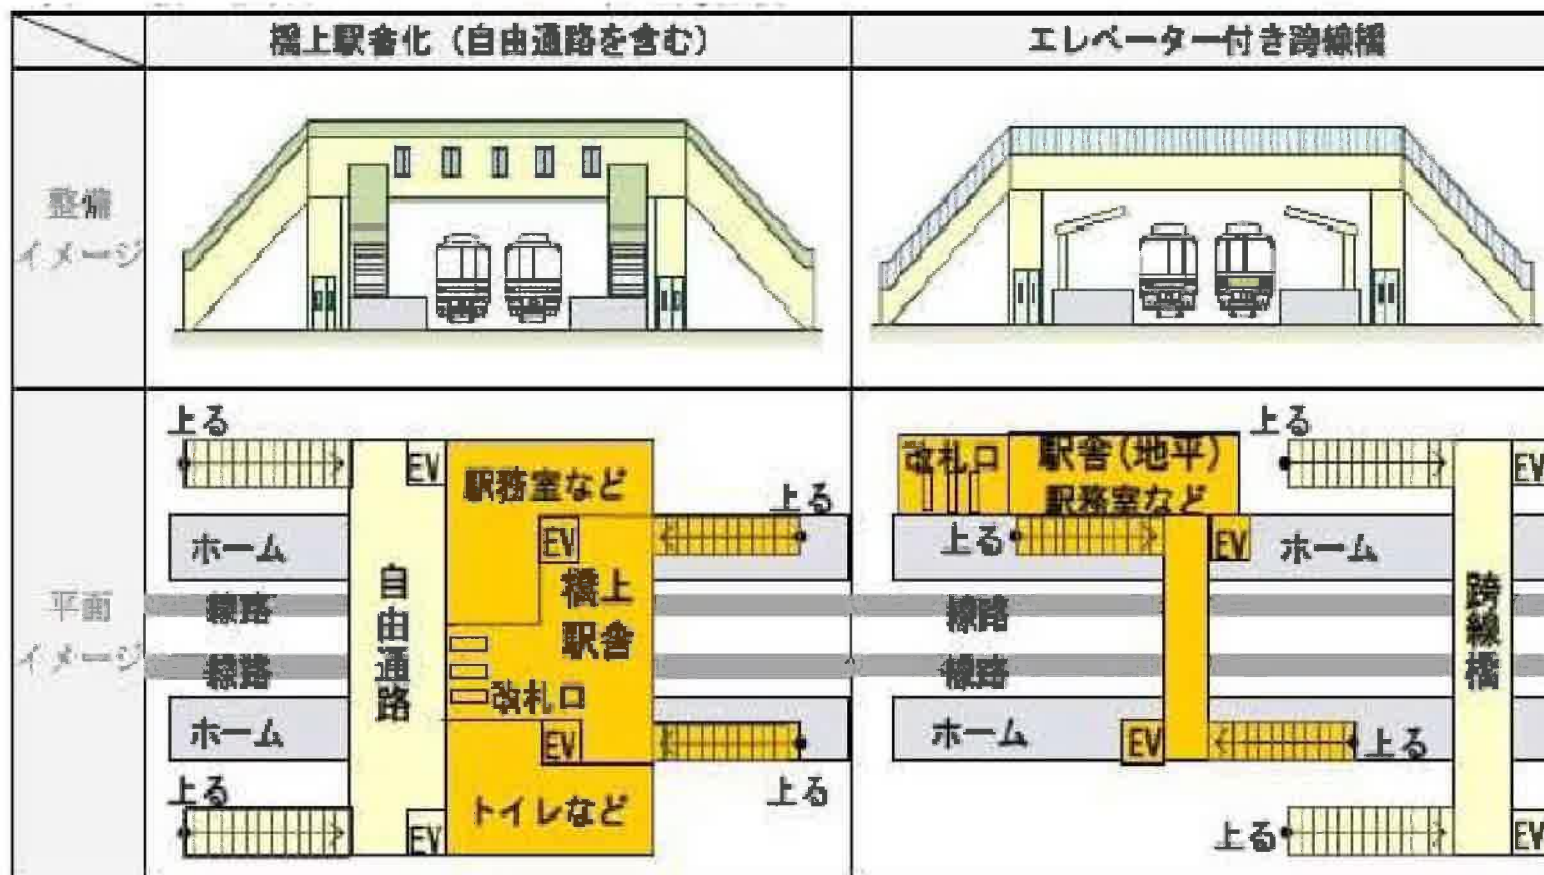 橋上駅舎化（自由通路を含む）
エレベーター付き跨線橋
整備
イメージ
平面
イメージ
上る
EV
駅務室など
上る
ホーム
EV
自由通路
橋上
駅舎
線路
線路
改札口
ホーム
EV
上る
上る
トイレなど
EV
改札口
駅舎(地平)
駅務室など
上る
EV
上る
EV
ホーム
線路
線路
跨線橋
ホーム
EV
上る
上る
EV